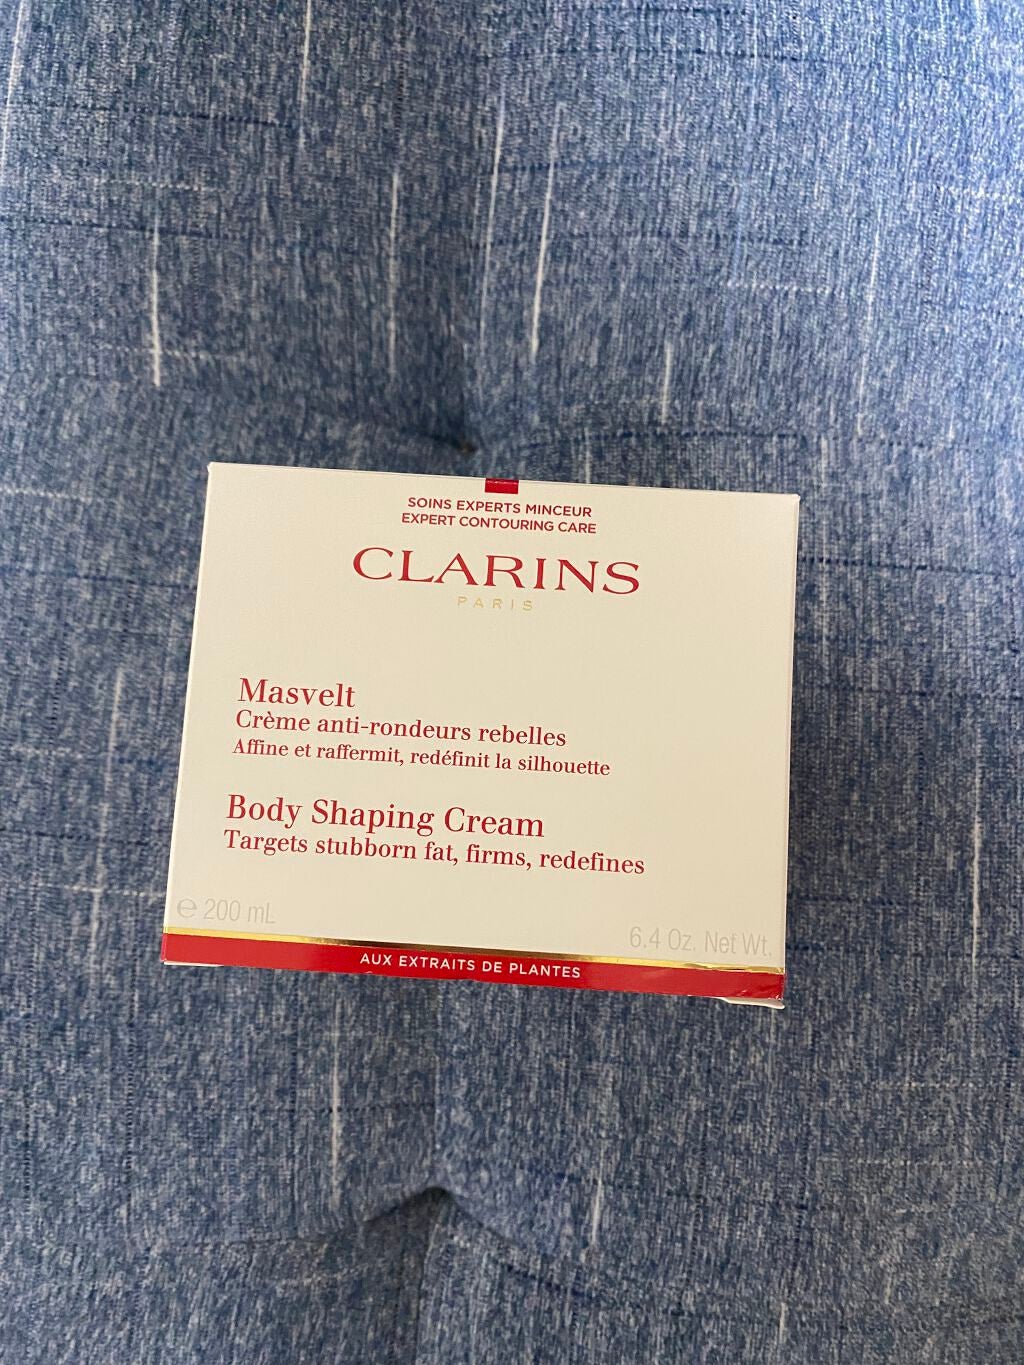 SOINS EXPERTS MINCEUR
EXPERT CONTOURING CARE
CLARINS
PARIS
Masvelt
Crème anti-rondeurs rebelles
Affine et raffermit, redéfinit la silhouette
Body Shaping Cream
Targets stubborn fat, firms, redefines
℮ 200 mL
6.4 Oz. Net Wt.
AUX EXTRAITS DE PLANTES